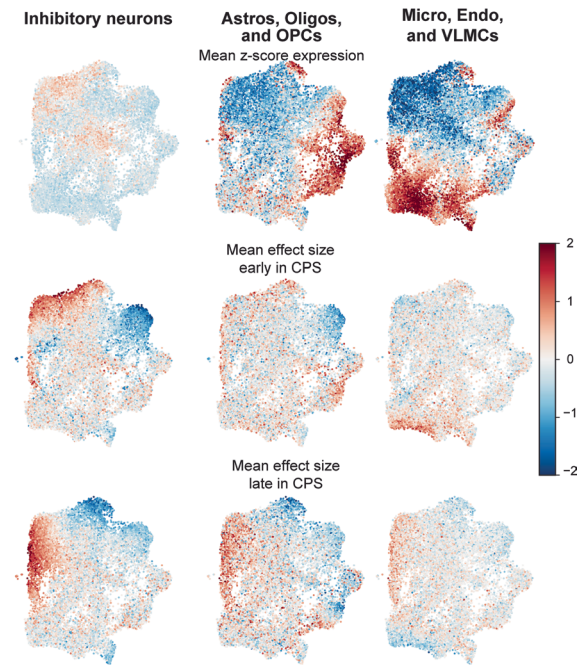 Inhibitory neurons
Astros, Oligos,
and OPCs
Micro, Endo,
and VLMCs
Mean z-score expression
Mean effect size
early in CPS
2
1
0
−1
−2
Mean effect size
late in CPS